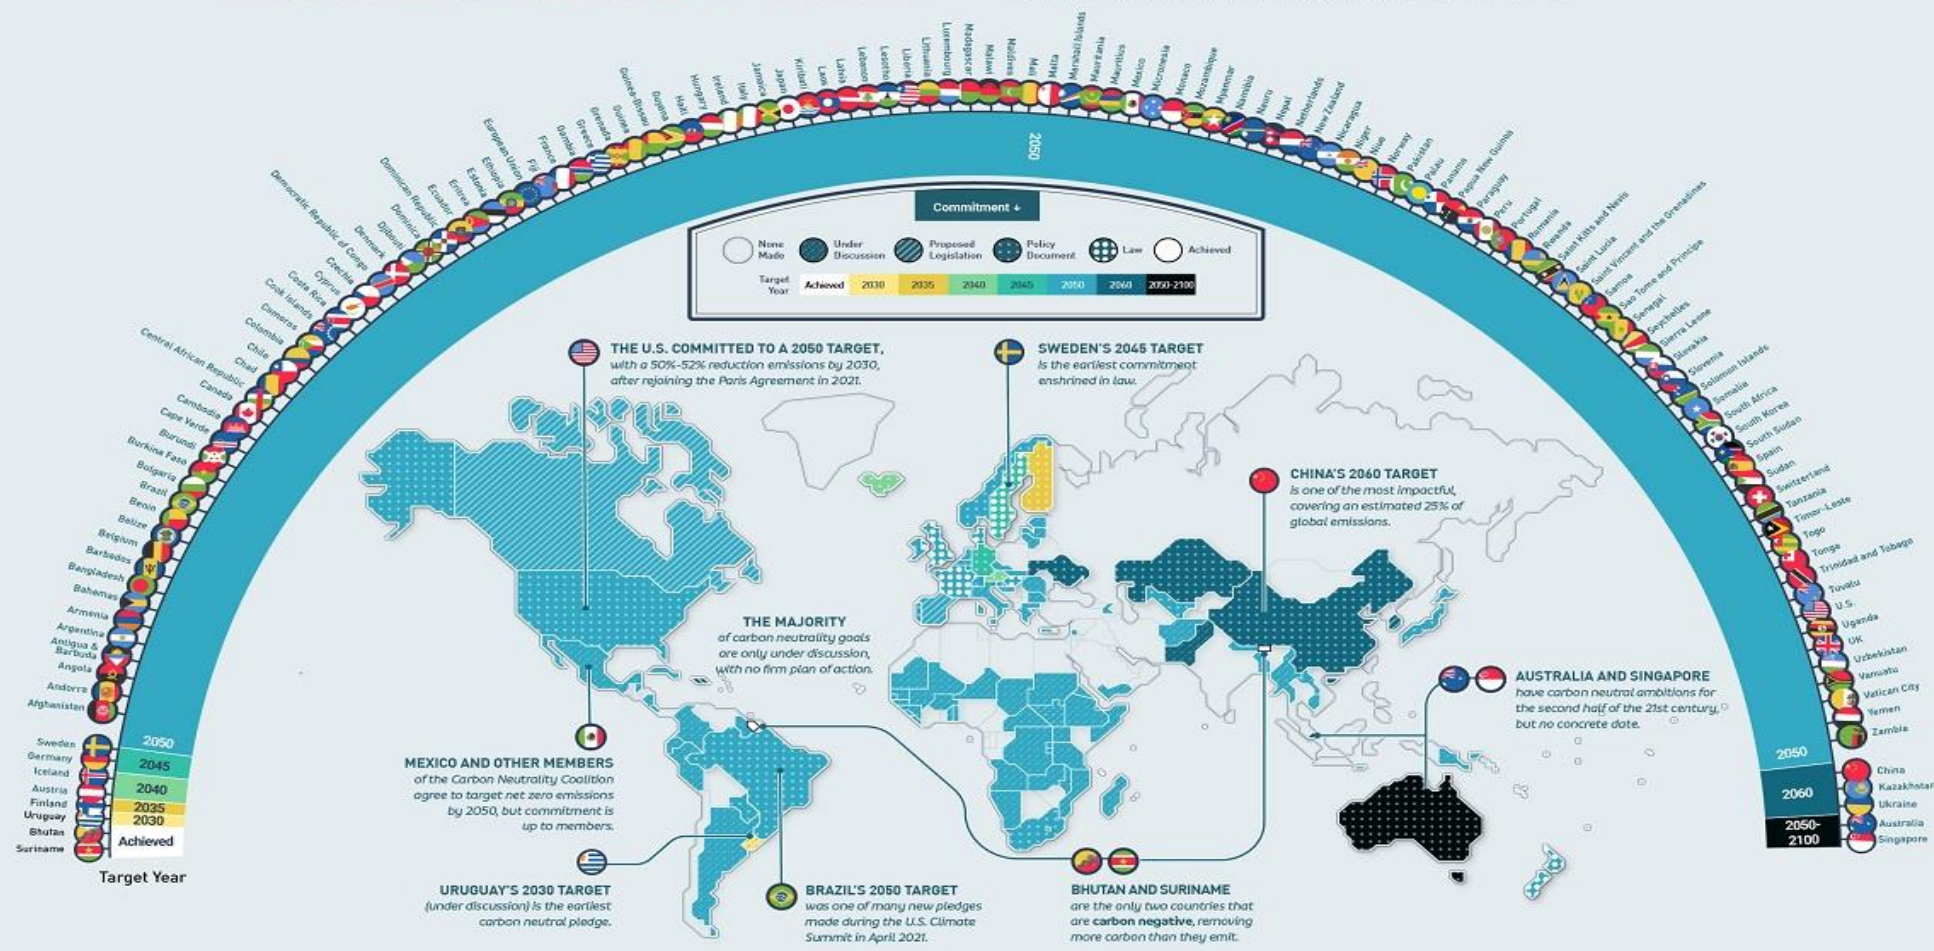 Afghanistan
Andorra
Angola
Antigua &
Barbuda
Argentina
Armenia
Bahamas
Bangladesh
Barbados
Belgium
Belize
Benin
Brazil
Bulgaria
Burkina Faso
Burundi
Cape Verde
Cambodia
Canada
Central African Republic
Chad
Chile
Colombia
Comoros
Cook Islands
Costa Rica
Cyprus
Czechia
Democratic Republic of Congo
Denmark
Djibouti
Dominica
Dominican Republic
Ecuador
Eritrea
Estonia
Ethiopia
European Union
Fiji
France
Gambia
Greece
Grenada
Guinea
Guinea-Bissau
Guyana
Haiti
Hungary
Ireland
Italy
Jamaica
Japan
Kiribati
Laos
Latvia
Lebanon
Lesotho
Liberia
Lithuania
Luxembourg
Madagascar
Malawi
Maldives
Mali
Malta
Marshall Islands
Mauritania
Mauritius
Mexico
Micronesia
Monaco
Mozambique
Myanmar
Namibia
Nauru
Nepal
Netherlands
New Zealand
Nicaragua
Niger
Niue
Norway
Pakistan
Palau
Panama
Papua New Guinea
Paraguay
Peru
Portugal
Romania
Rwanda
Saint Kitts and Nevis
Saint Lucia
Saint Vincent and the Grenadines
Samoa
Sao Tome and Principe
Senegal
Seychelles
Sierra Leone
Slovakia
Slovenia
Solomon Islands
Somalia
South Africa
South Korea
South Sudan
Spain
Sudan
Switzerland
Tanzania
Timor-Leste
Togo
Tonga
Trinidad and Tobago
Tuvalu
U.S.
Uganda
UK
Uzbekistan
Vanuatu
Vatican City
Yemen
Zambia
2050
Commitment ↓
None
Made
Under
Discussion
Proposed
Legislation
Policy
Document
Law
Achieved
Target
Year
Achieved 2030 2035 2040 2045 2050 2060 2050-2100
THE U.S. COMMITTED TO A 2050 TARGET,
with a 50%-52% reduction emissions by 2030,
after rejoining the Paris Agreement in 2021.
SWEDEN'S 2045 TARGET
is the earliest commitment
enshrined in law.
CHINA'S 2060 TARGET
is one of the most impactful,
covering an estimated 25% of
global emissions.
THE MAJORITY
of carbon neutrality goals
are only under discussion,
with no firm plan of action.
AUSTRALIA AND SINGAPORE
have carbon neutral ambitions for
the second half of the 21st century,
but no concrete date.
MEXICO AND OTHER MEMBERS
of the Carbon Neutrality Coalition
agree to target net zero emissions
by 2050, but commitment is
up to members.
URUGUAY'S 2030 TARGET
(under discussion) is the earliest
carbon neutral pledge.
BRAZIL'S 2050 TARGET
was one of many new pledges
made during the U.S. Climate
Summit in April 2021.
BHUTAN AND SURINAME
are the only two countries that
are carbon negative, removing
more carbon than they emit.
Sweden
Germany
Iceland
Austria
Finland
Uruguay
Bhutan
Suriname
2050
2045
2040
2035
2030
Achieved
Target Year
2050
2060
2050-
2100
China
Kazakhstan
Ukraine
Australia
Singapore